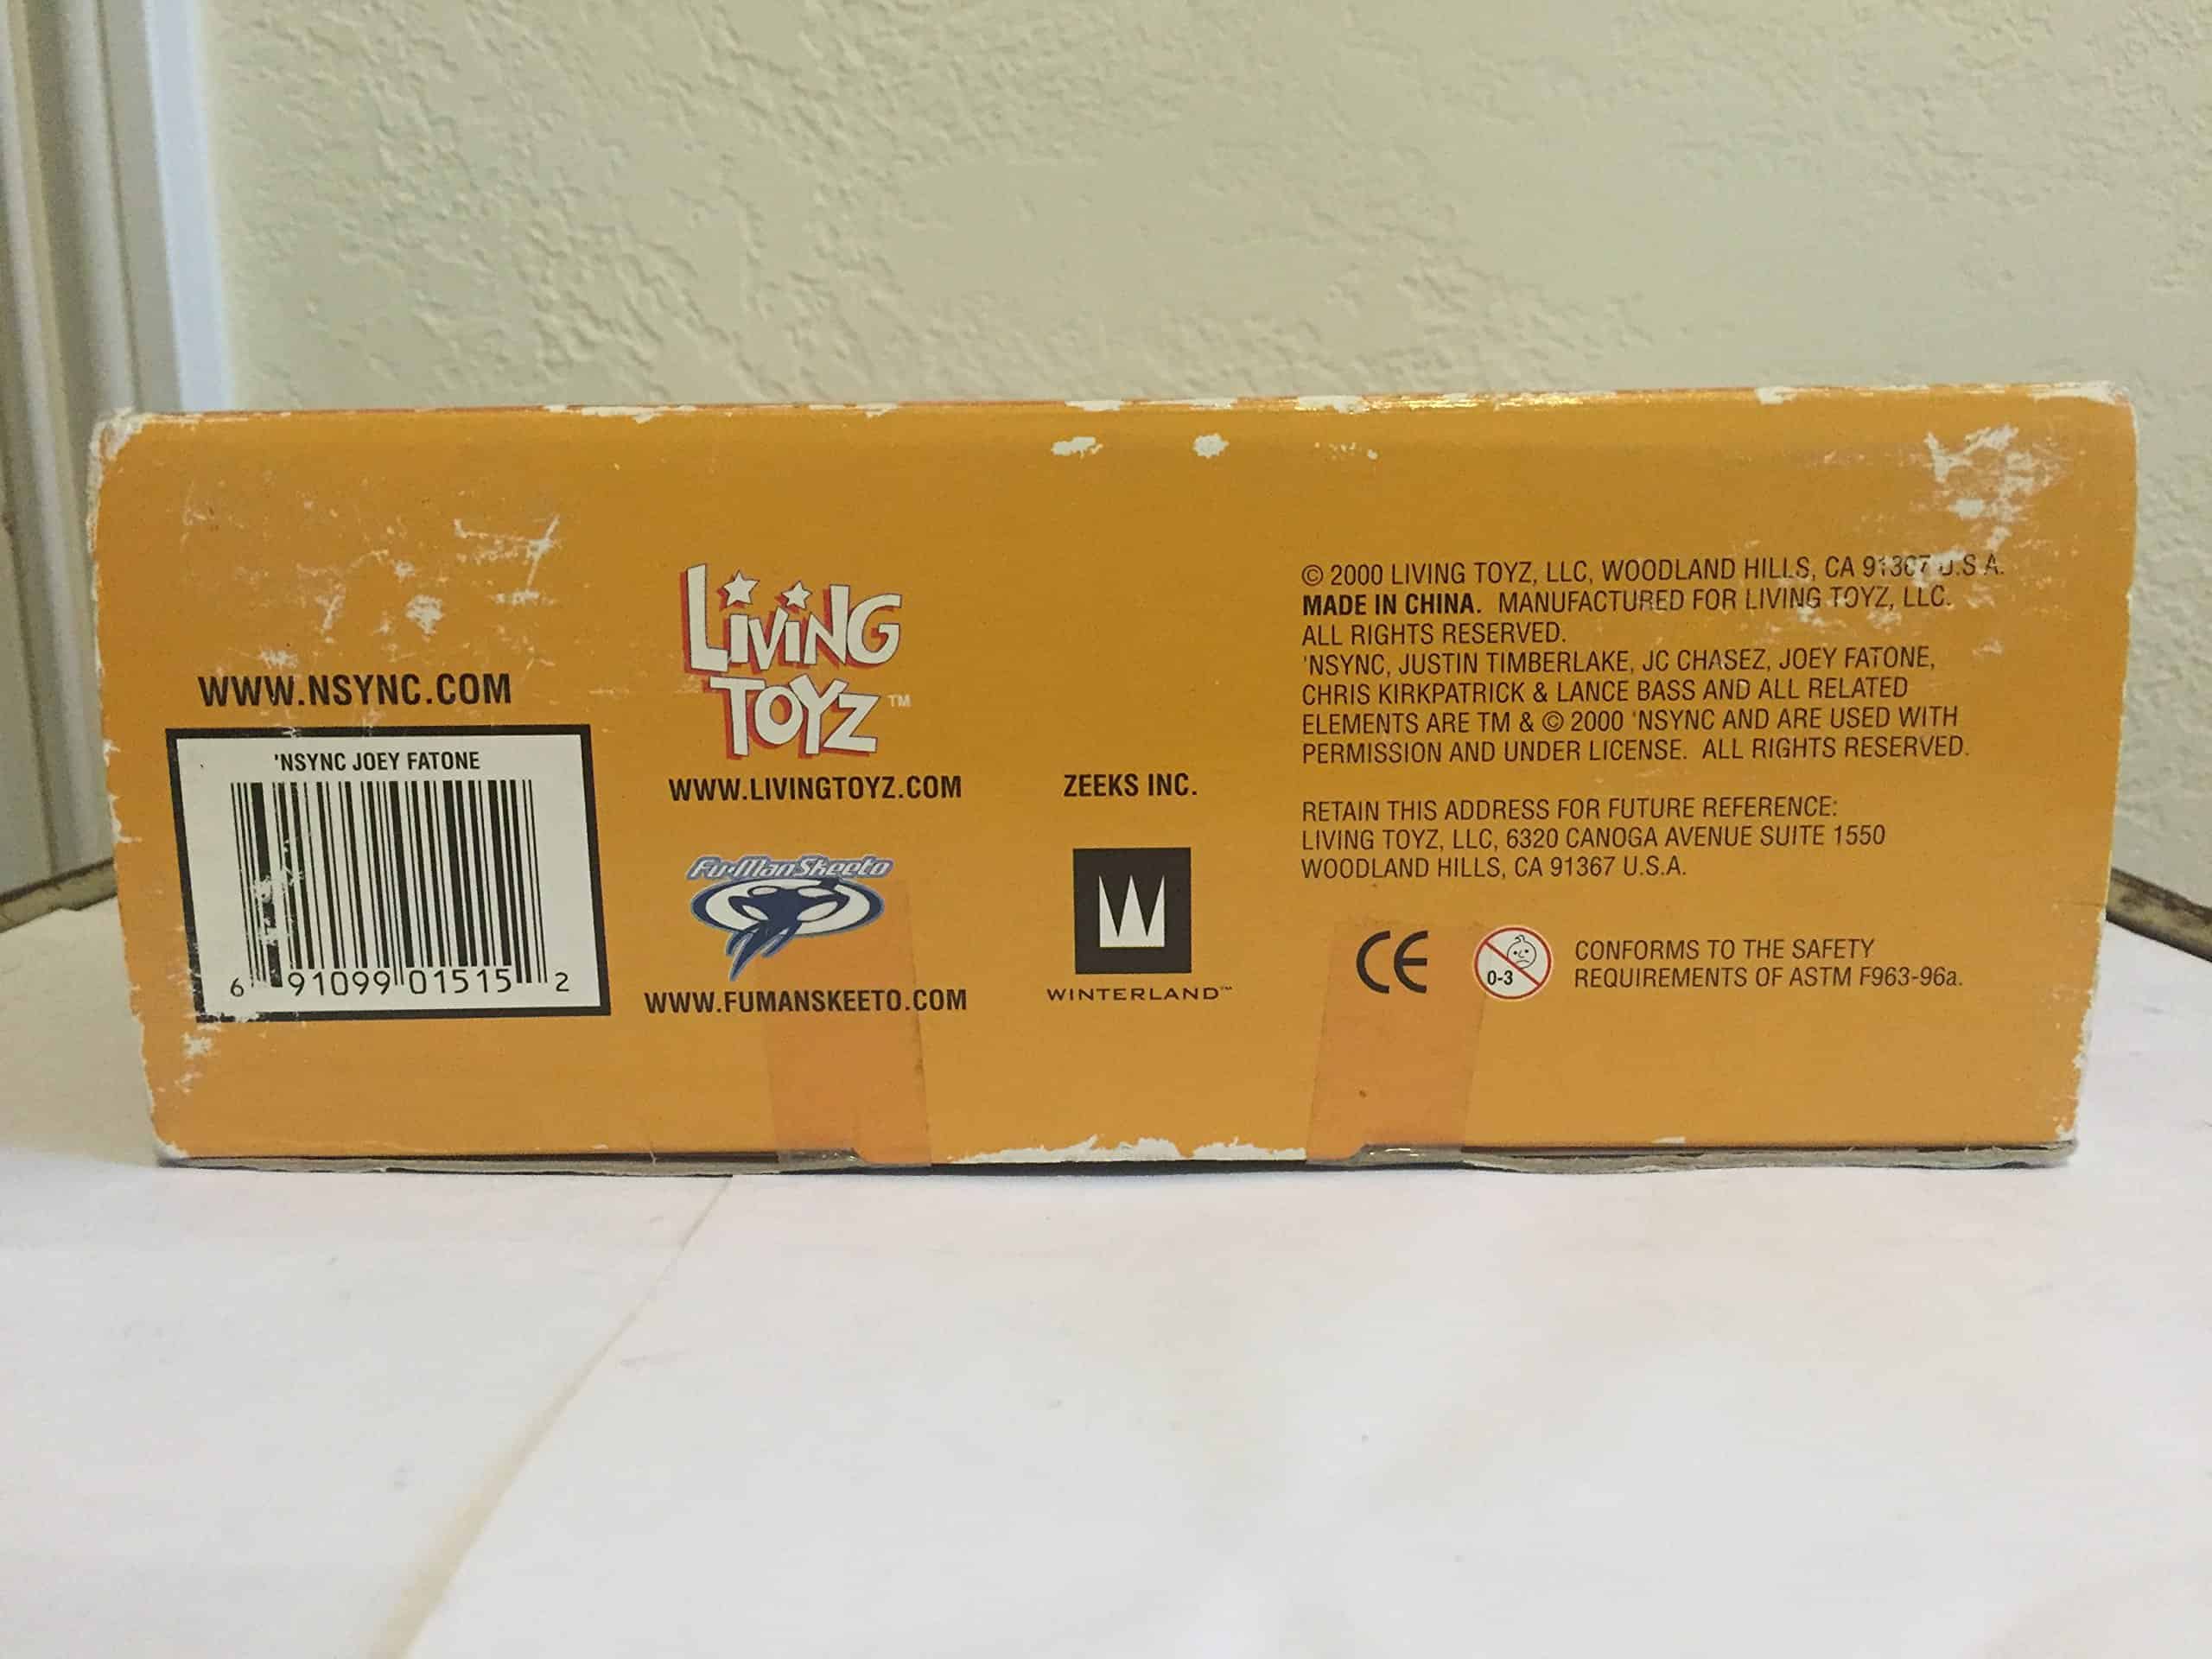 WWW.NSYNC.COM
'NSYNC JOEY FATONE
6 91099 01515 2
LIVING
TOYZ™
WWW.LIVINGTOYZ.COM
FuManSkeeto
WWW.FUMANSKEETO.COM
ZEEKS INC.
W
WINTERLAND™
© 2000 LIVING TOYZ, LLC, WOODLAND HILLS, CA 91367 U.S.A.
MADE IN CHINA. MANUFACTURED FOR LIVING TOYZ, LLC.
ALL RIGHTS RESERVED.
'NSYNC, JUSTIN TIMBERLAKE, JC CHASEZ, JOEY FATONE,
CHRIS KIRKPATRICK & LANCE BASS AND ALL RELATED
ELEMENTS ARE TM & © 2000 'NSYNC AND ARE USED WITH
PERMISSION AND UNDER LICENSE. ALL RIGHTS RESERVED.
RETAIN THIS ADDRESS FOR FUTURE REFERENCE:
LIVING TOYZ, LLC, 6320 CANOGA AVENUE SUITE 1550
WOODLAND HILLS, CA 91367 U.S.A.
CE
0-3
CONFORMS TO THE SAFETY
REQUIREMENTS OF ASTM F963-96a.